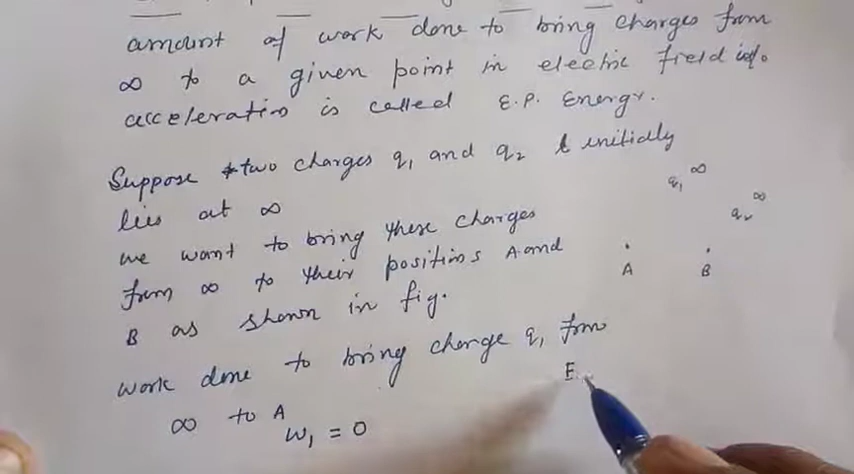 amount of work done to bring charges from
∞ to a given point in electric field w/o
acceleration is called E.P. Energy.
Suppose two charges q₁ and q₂ initially
lies at ∞
q₁ ∞
q₂ ∞
we want to bring these charges
from ∞ to their positions A and
A B
B as shown in fig.
work done to bring charge q₁ from
∞ to A
W₁ = 0
E